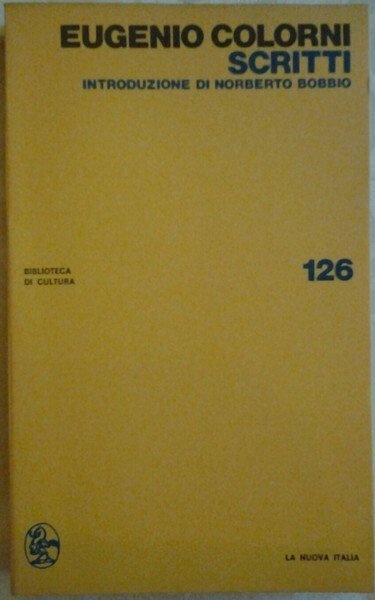 EUGENIO COLORNI
SCRITTI
INTRODUZIONE DI NORBERTO BOBBIO
BIBLIOTECA
DI CULTURA
126
LA NUOVA ITALIA